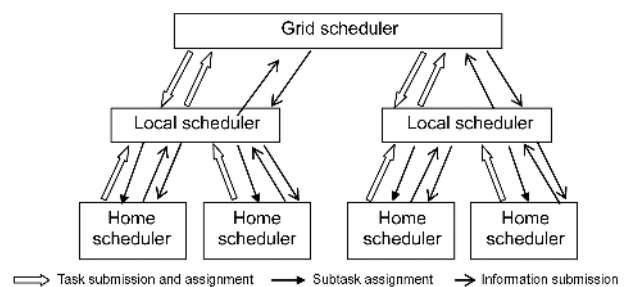 Grid scheduler
Local scheduler
Local scheduler
Home
scheduler
Home
scheduler
Home
scheduler
Home
scheduler
Task submission and assignment
Subtask assignment
Information submission